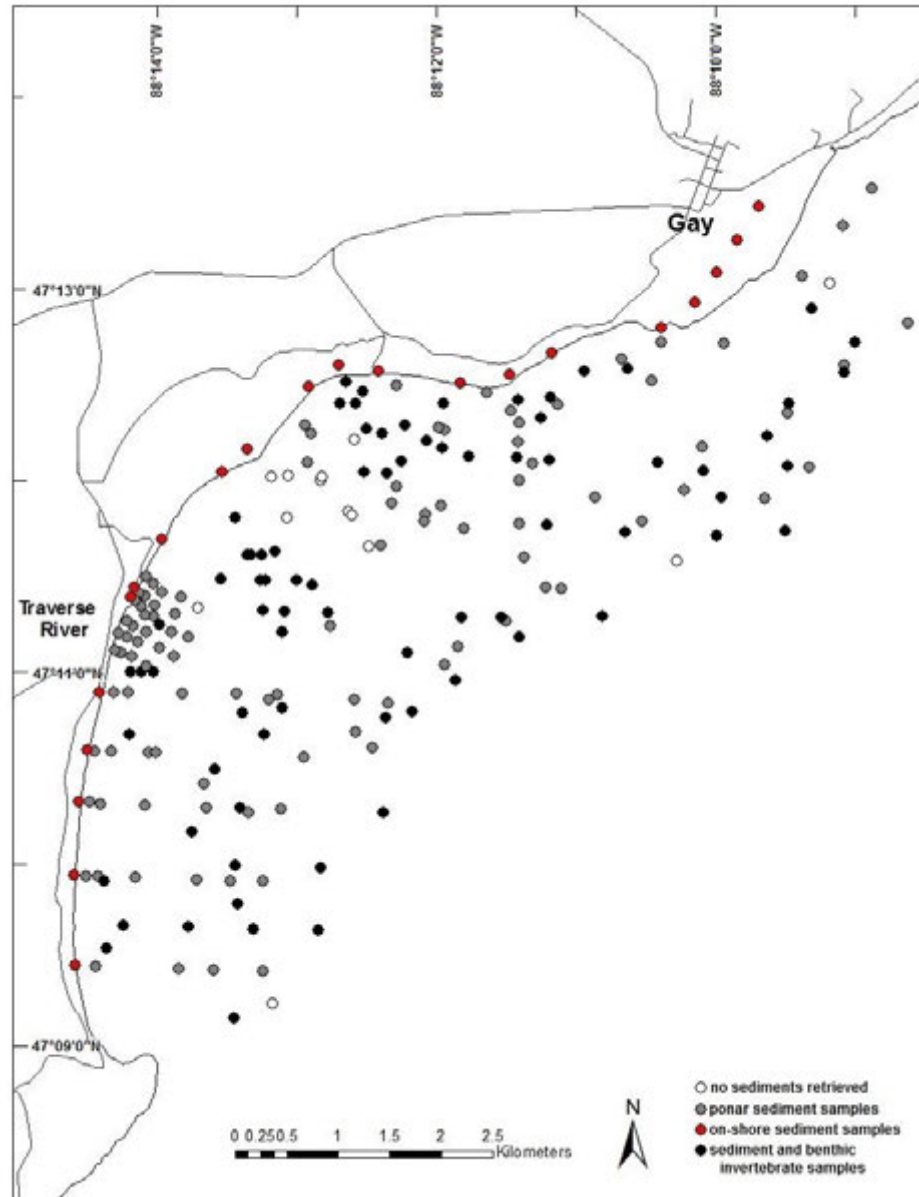 88°14'0"W
88°12'0"W
88°10'0"W
Gay
47°13'0"N
Traverse
River
47°11'0"N
47°09'0"N
N
0 0.25 0.5 1 1.5 2 2.5
Kilometers
no sediments retrieved
ponar sediment samples
on-shore sediment samples
sediment and benthic
invertebrate samples